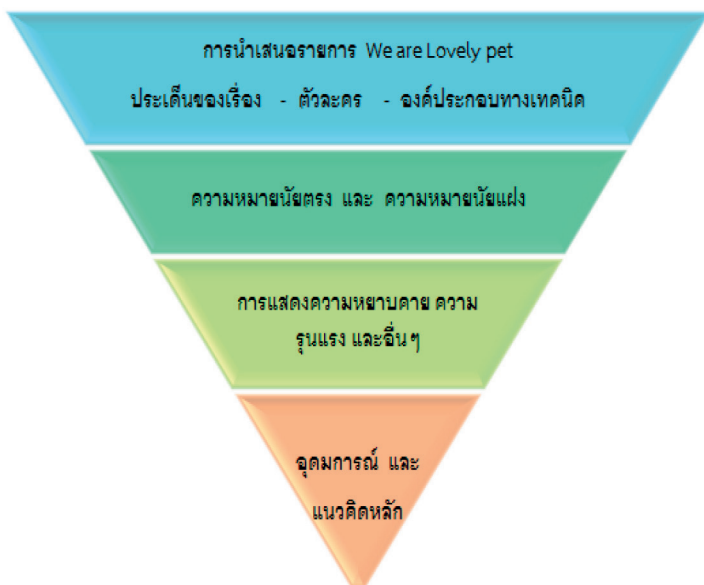 การนำเสนอรายการ We are Lovely pet
ประเด็นของเรื่อง - ตัวละคร - องค์ประกอบทางเทคนิค
ความหมายนัยตรง และ ความหมายนัยแฝง
การแสดงความหยาบคาย ความ
รุนแรง และอื่นๆ
อุดมการณ์ และ
แนวคิดหลัก